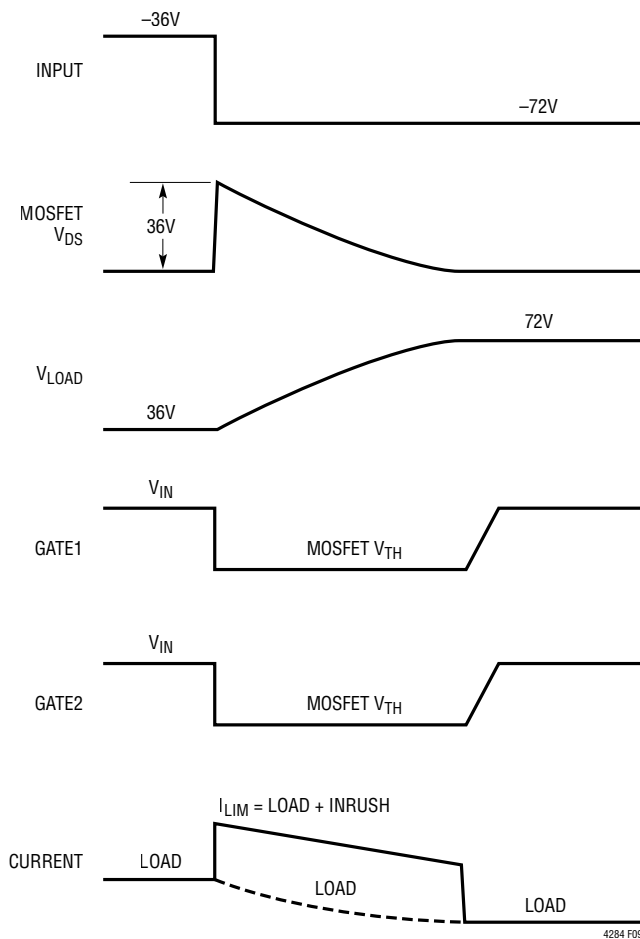 –36V
INPUT
–72V
MOSFET
VDS
36V
72V
VLOAD
36V
VIN
GATE1
MOSFET VTH
VIN
GATE2
MOSFET VTH
ILIM = LOAD + INRUSH
CURRENT
LOAD
LOAD
LOAD
4284 F09